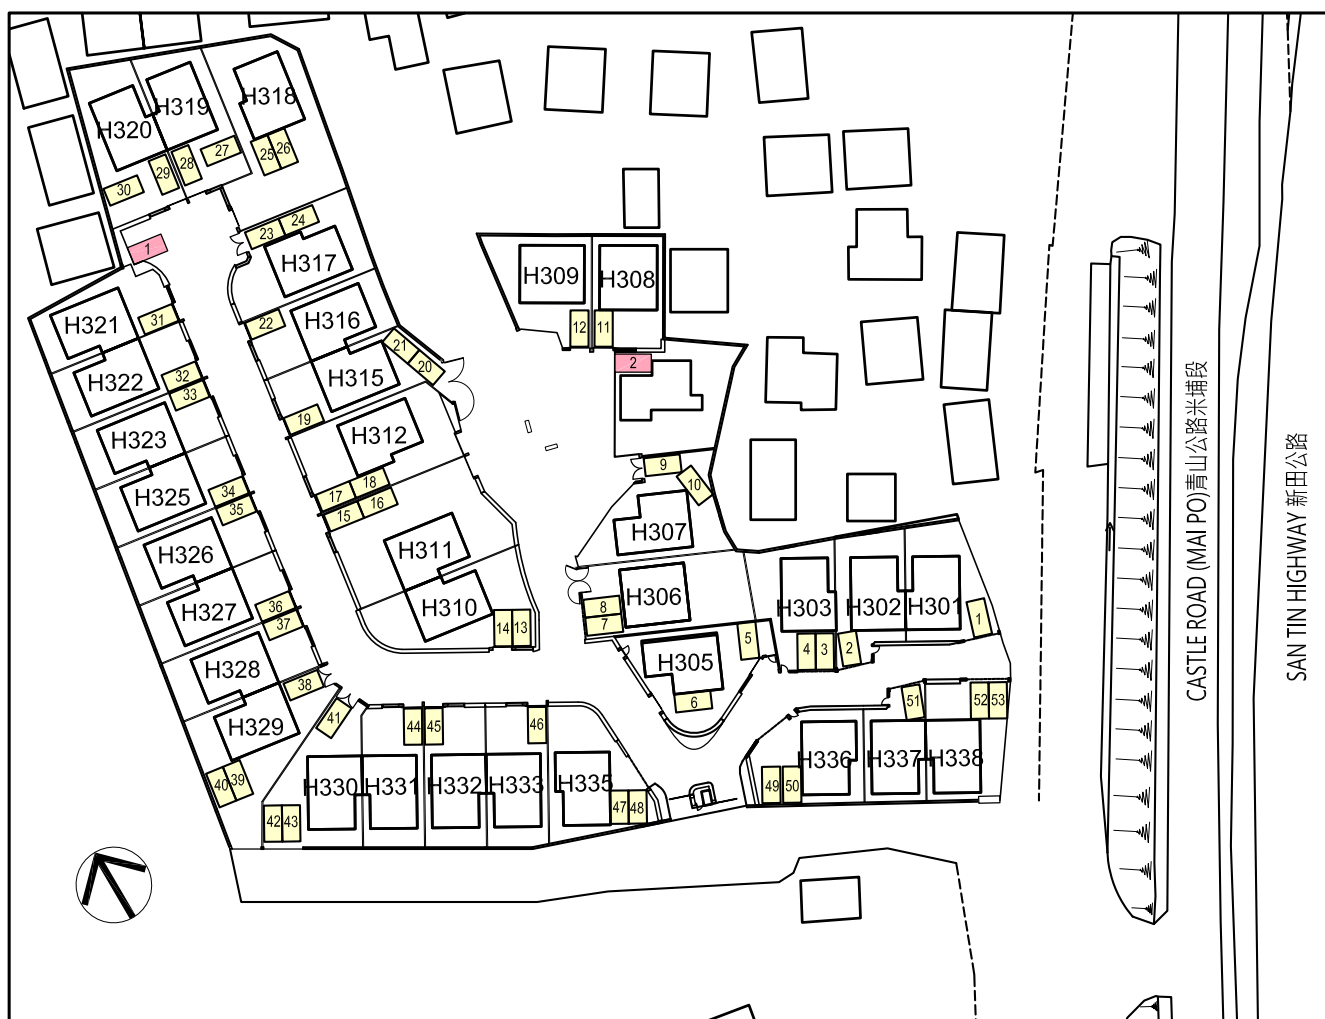 H318
H319
H320
26
25
27
28
29
30
24
23
1
H317
H309
H308
H321
31
22
H316
12
11
21
20
2
H322
32
33
H315
19
H312
H323
9
10
18
17
16
15
H325
34
35
H307
H311
H326
H306
H310
H303
H302
H301
H327
36
37
8
7
14
13
1
5
4
3
2
H328
H305
38
6
H329
41
44
45
46
51
52
53
40
39
H330
H331
H332
H333
H335
H336
H337
H338
42
43
47
48
49
50
CASTLE ROAD (MAI PO)青山公路米埔段
SAN TIN HIGHWAY 新田公路